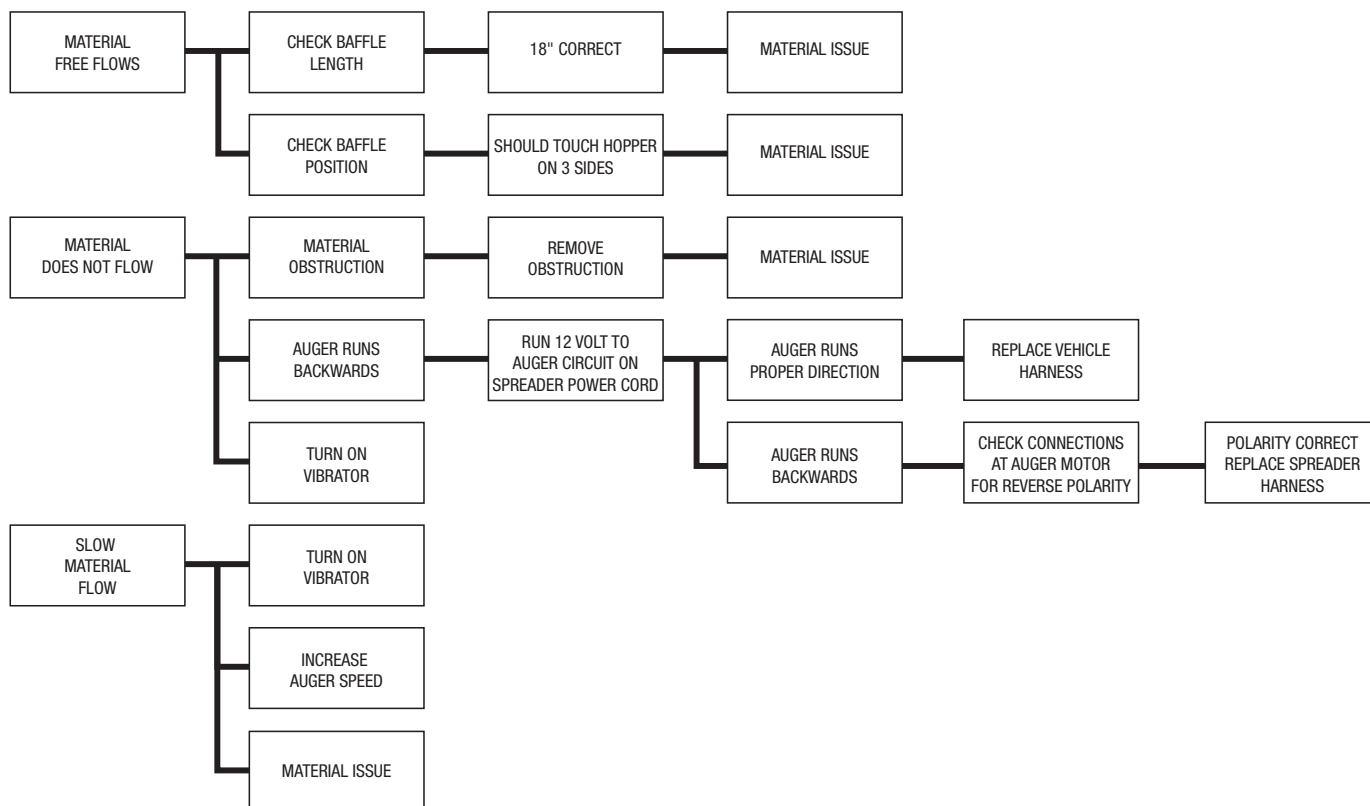 MATERIAL
FREE FLOWS
CHECK BAFFLE
LENGTH
18" CORRECT
MATERIAL ISSUE
CHECK BAFFLE
POSITION
SHOULD TOUCH HOPPER
ON 3 SIDES
MATERIAL ISSUE
MATERIAL
DOES NOT FLOW
MATERIAL
OBSTRUCTION
REMOVE
OBSTRUCTION
MATERIAL ISSUE
AUGER RUNS
BACKWARDS
RUN 12 VOLT TO
AUGER CIRCUIT ON
SPREADER POWER CORD
AUGER RUNS
PROPER DIRECTION
REPLACE VEHICLE
HARNESS
TURN ON
VIBRATOR
AUGER RUNS
BACKWARDS
CHECK CONNECTIONS
AT AUGER MOTOR
FOR REVERSE POLARITY
POLARITY CORRECT
REPLACE SPREADER
HARNESS
SLOW
MATERIAL
FLOW
TURN ON
VIBRATOR
INCREASE
AUGER SPEED
MATERIAL ISSUE